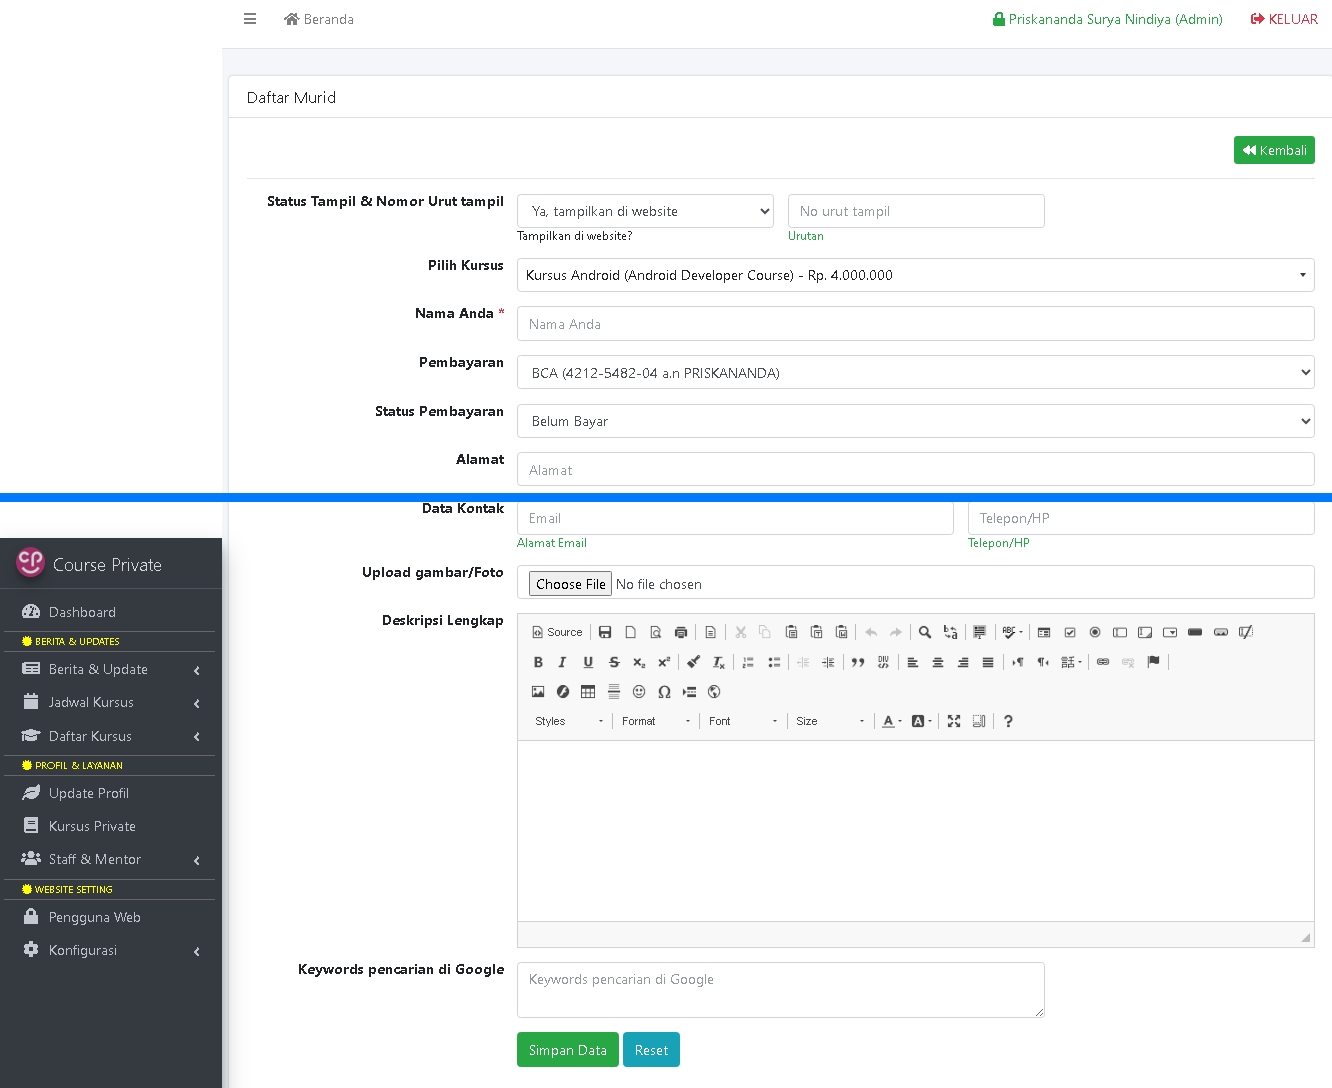 Beranda
Priskananda Surya Nindiya (Admin)
KELUAR
Daftar Murid
Kembali
Status Tampil & Nomor Urut tampil
Ya, tampilkan di website
No urut tampil
Tampilkan di website?
Urutan
Pilih Kursus
Kursus Android (Android Developer Course) - Rp. 4.000.000
Nama Anda *
Nama Anda
Pembayaran
BCA (4212-5482-04 a.n PRISKANANDA)
Status Pembayaran
Belum Bayar
Alamat
Alamat
Data Kontak
Email
Telepon/HP
Alamat Email
Telepon/HP
Upload gambar/Foto
Choose File No file chosen
Deskripsi Lengkap
Source
Styles
Format
Font
Size
Keywords pencarian di Google
Keywords pencarian di Google
Simpan Data
Reset
CP
Course Private
Dashboard
BERITA & UPDATES
Berita & Update
Jadwal Kursus
Daftar Kursus
PROFIL & LAYANAN
Update Profil
Kursus Private
Staff & Mentor
WEBSITE SETTING
Pengguna Web
Konfigurasi